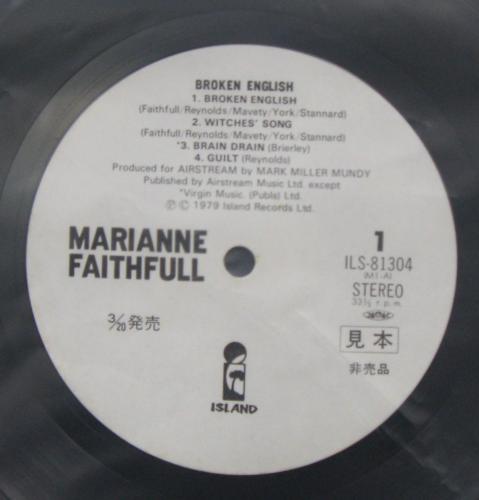 BROKEN ENGLISH
1. BROKEN ENGLISH
(Faithfull/Reynolds/Mavety/York/Stannard)
2. WITCHES' SONG
(Faithfull/Reynolds/Mavety/York/Stannard)
*3. BRAIN DRAIN (Brierley)
4. GUILT (Reynolds)
Produced for AIRSTREAM by MARK MILLER MUNDY
Published by Airstream Music Ltd. except
*Virgin Music. (Publs) Ltd.
Ⓟ Ⓒ 1979 Island Records Ltd.
MARIANNE
FAITHFULL
1
ILS-81304
(M1-A)
STEREO
33⅓ r.p.m.
3/20発売
見本
非売品
ISLAND